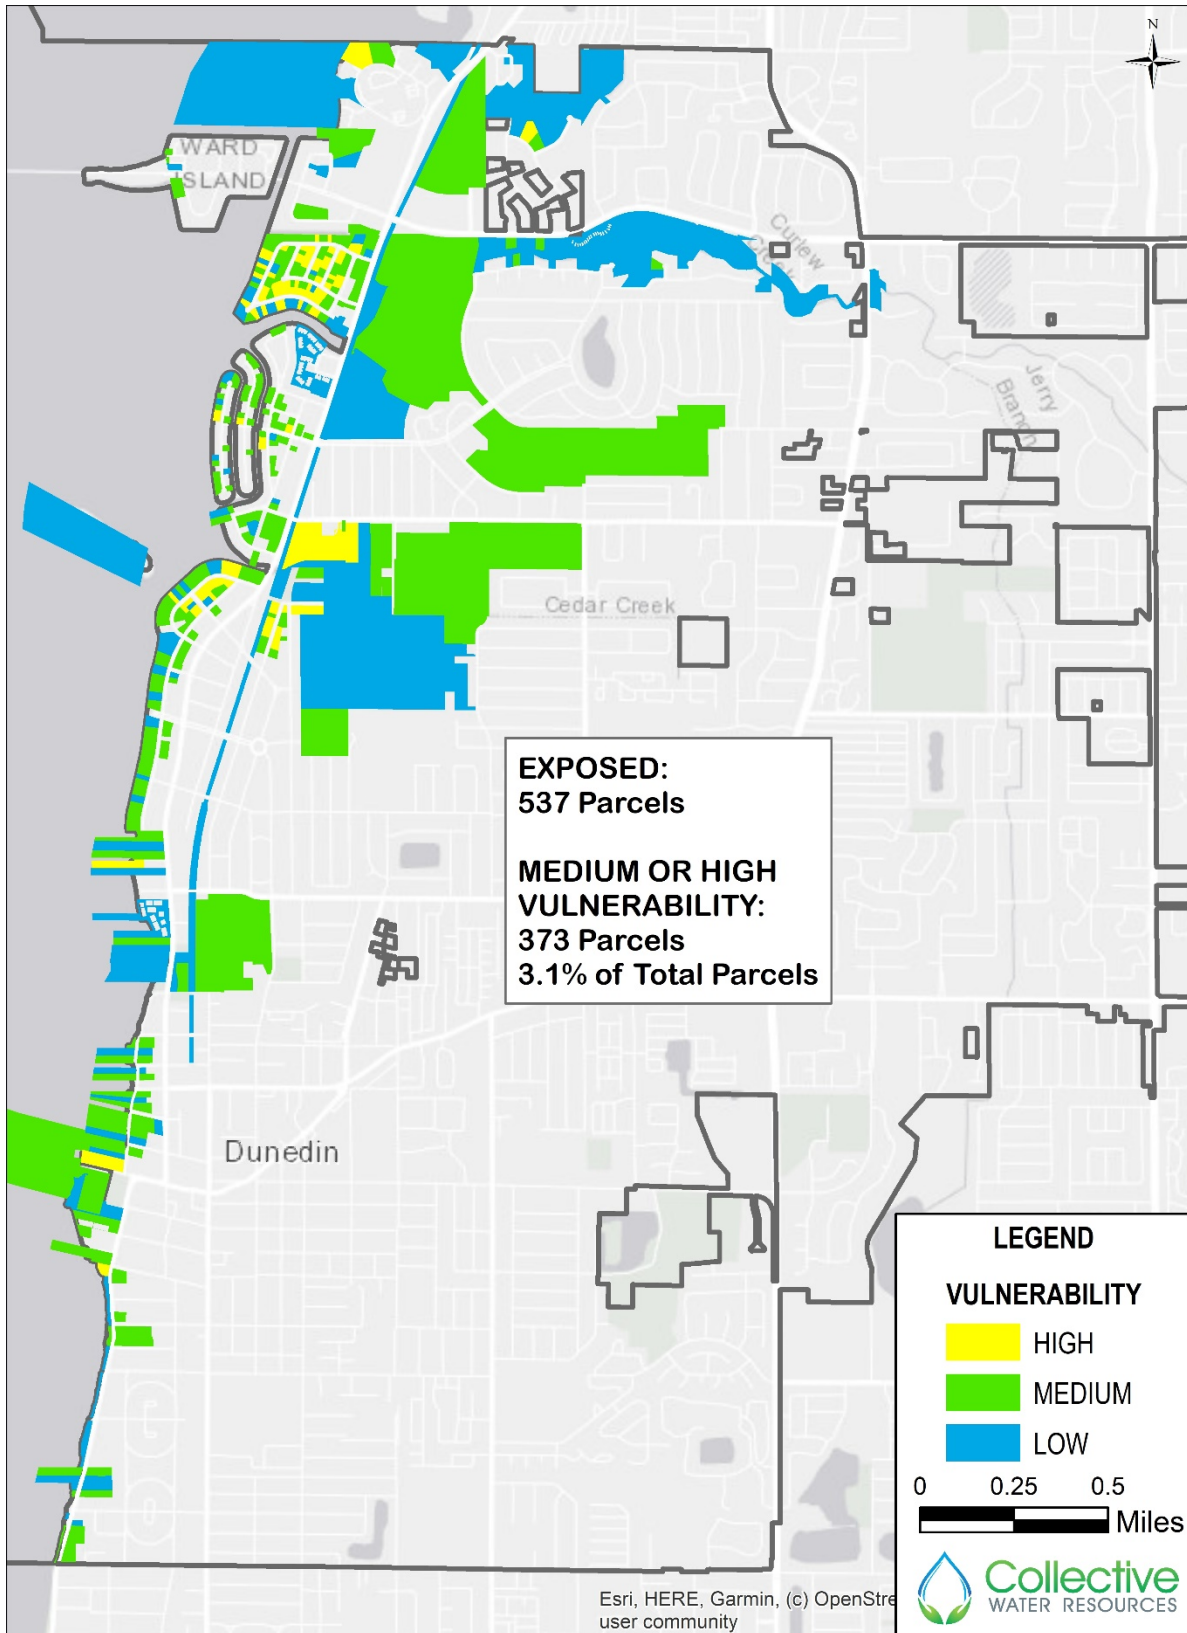 N
WARD
ISLAND
Curlew
Creek
Jerry
Branch
Cedar Creek
EXPOSED:
537 Parcels
MEDIUM OR HIGH
VULNERABILITY:
373 Parcels
3.1% of Total Parcels
Dunedin
LEGEND
VULNERABILITY
HIGH
MEDIUM
LOW
0 0.25 0.5
Miles
Collective
WATER RESOURCES
Esri, HERE, Garmin, (c) OpenStre
user community